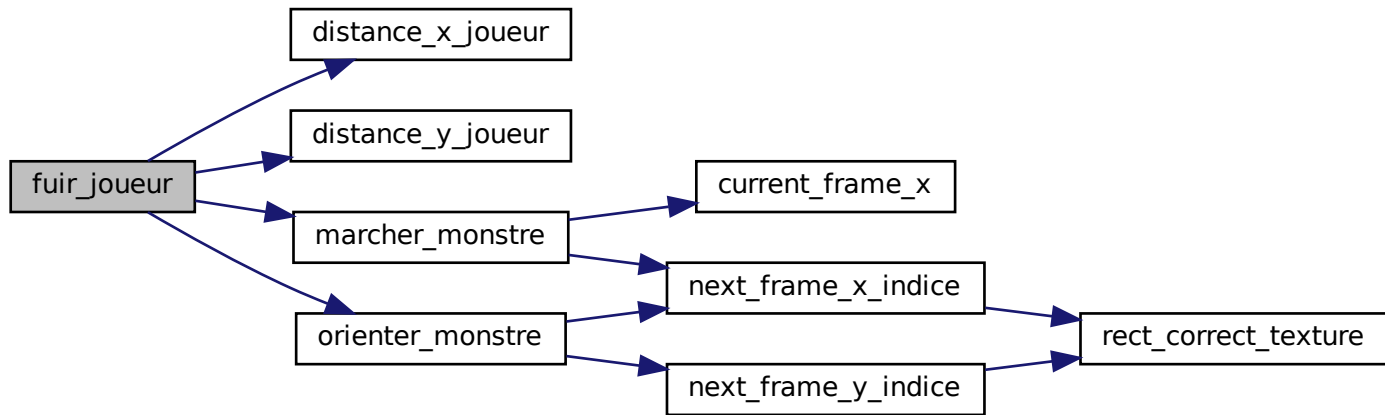 distance_x_joueur
distance_y_joueur
fuir_joueur
current_frame_x
marcher_monstre
next_frame_x_indice
orienter_monstre
rect_correct_texture
next_frame_y_indice